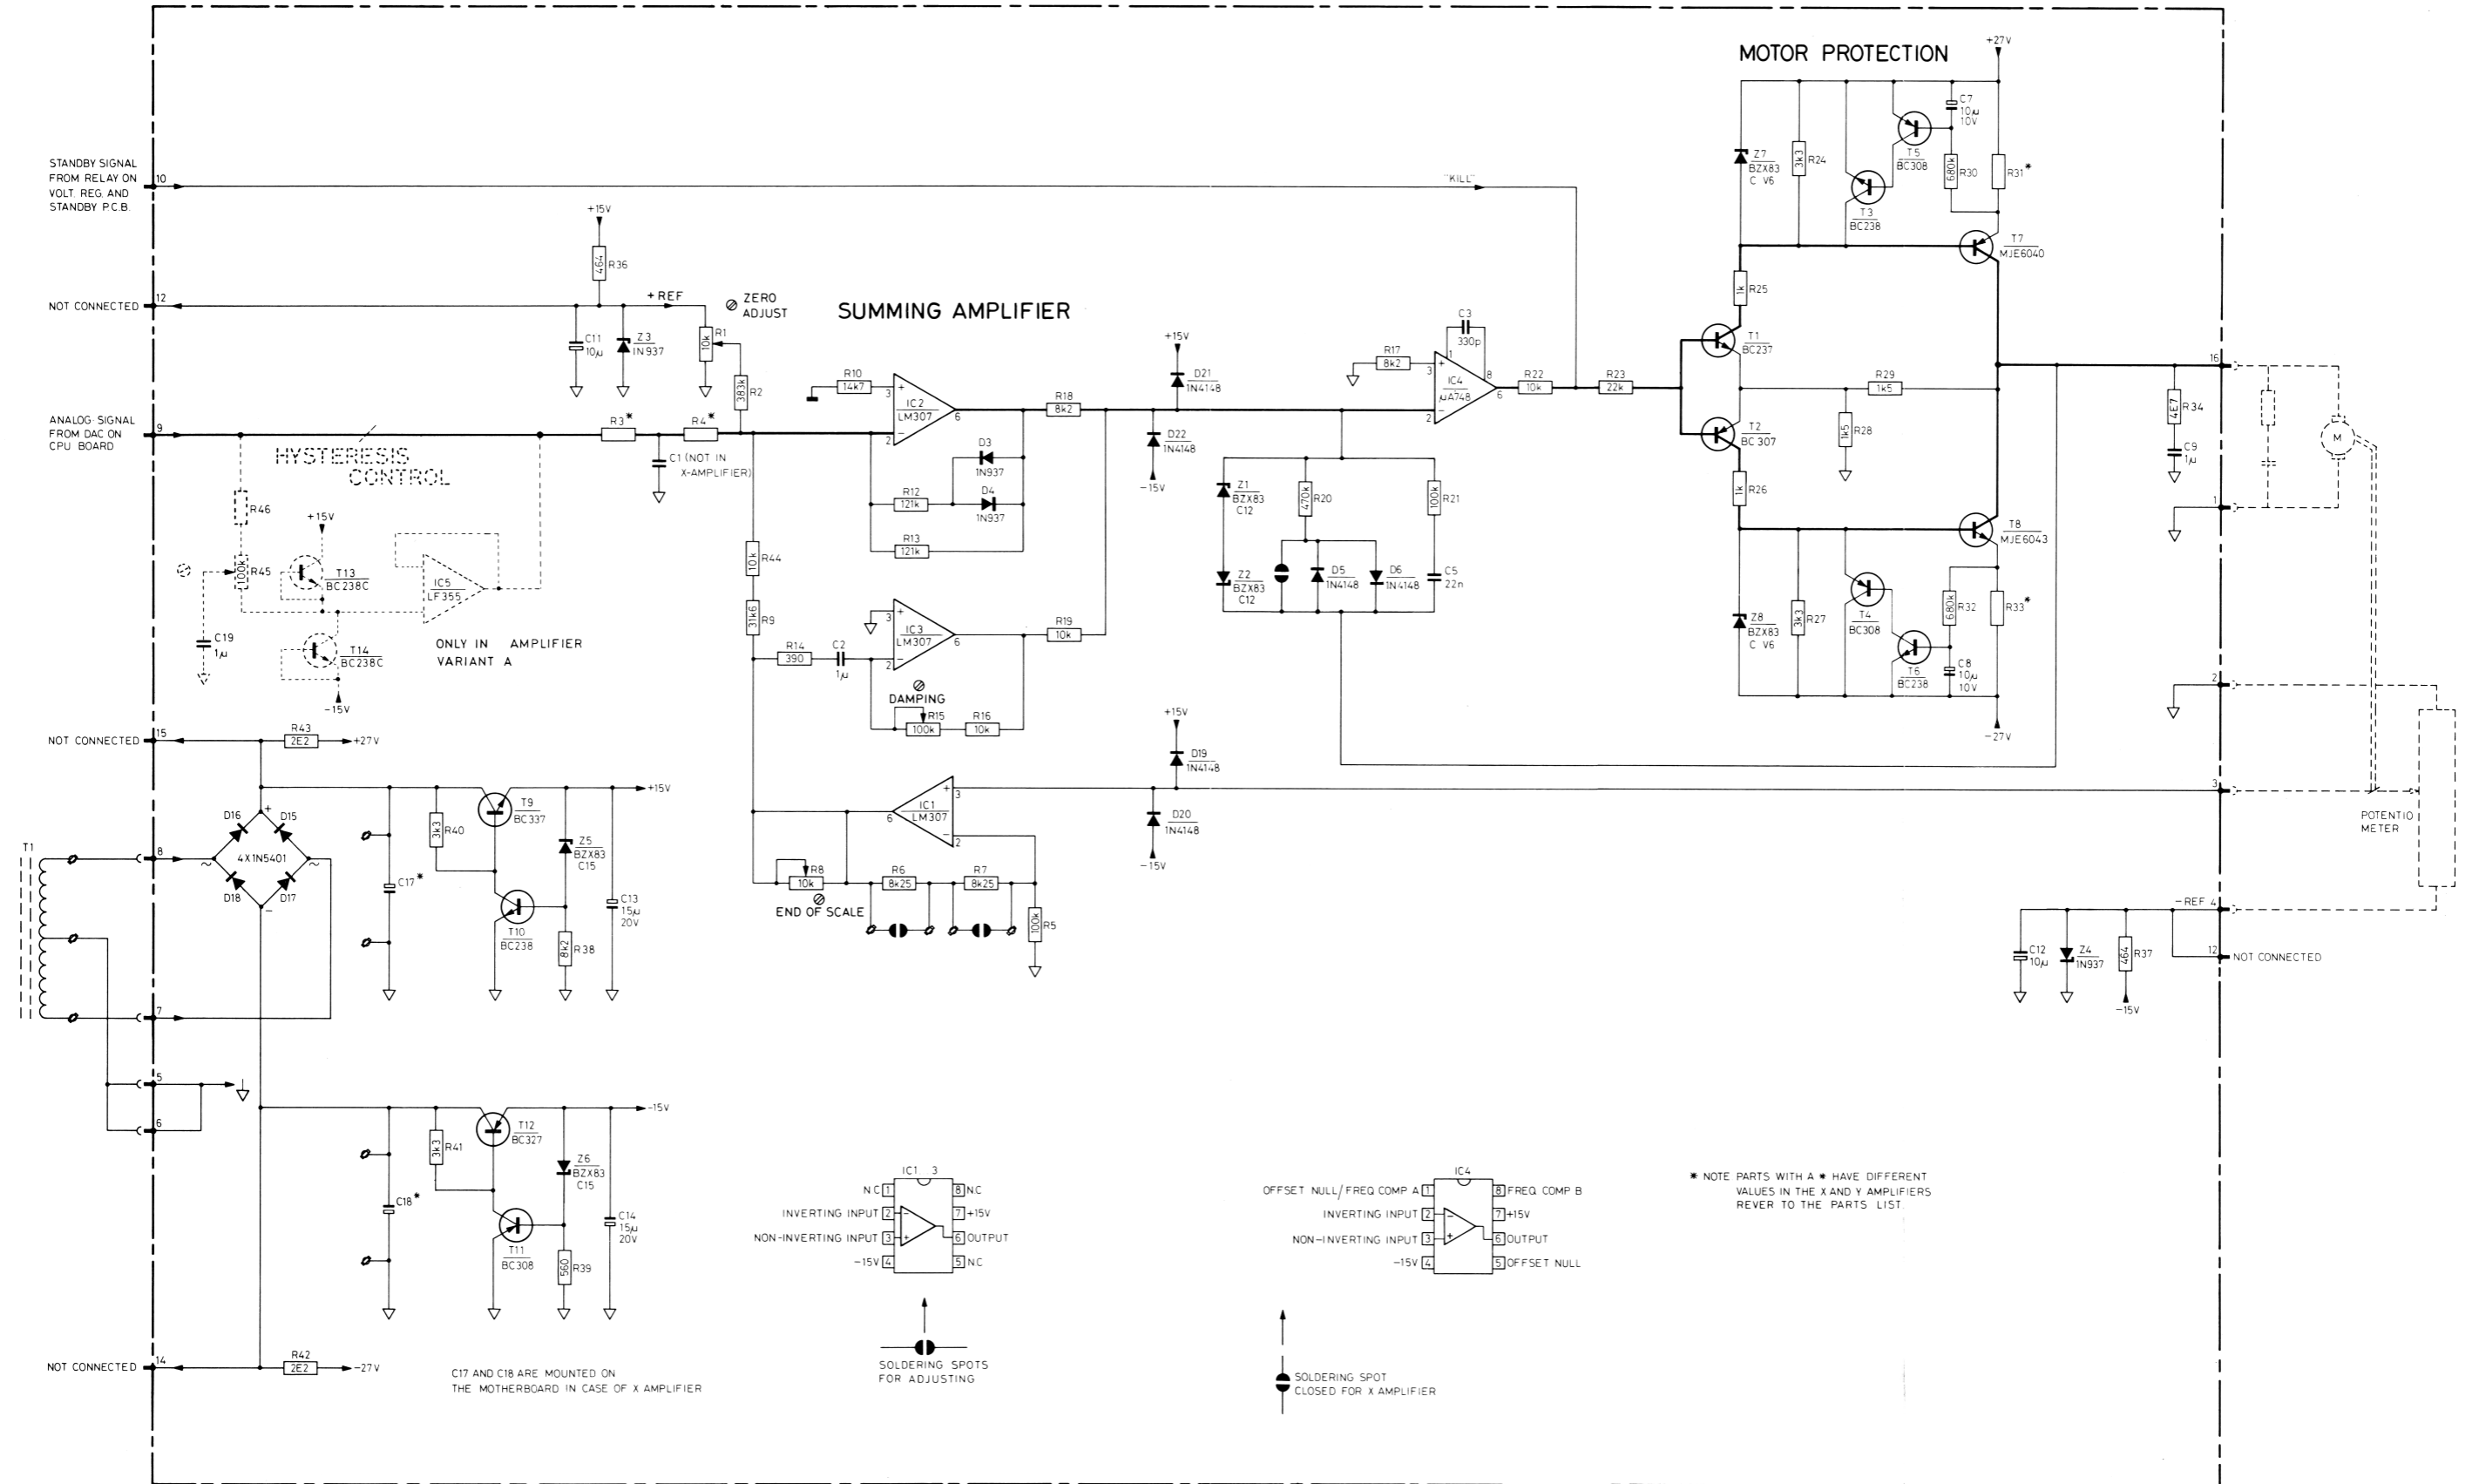 MOTOR PROTECTION
+27V
STANDBY SIGNAL
FROM RELAY ON
VOLT. REG. AND
STANDBY P.C.B.
10
"KILL"
Z7
BZX83
C V6
3k3
R24
T3
BC238
T5
BC308
C7
10µ
10V
680k
R30
R31*
T7
MJE6040
+15V
464
R36
NOT CONNECTED
12
+REF
ZERO
ADJUST
SUMMING AMPLIFIER
C11
10µ
Z3
IN937
10k
R1
383k
R2
R10
14k7
3
+
IC2
LM307
6
−
2
R18
8k2
+15V
D21
1N4148
D22
1N4148
−15V
R17
8k2
C3
330p
1
8
3
+
IC4
µA748
6
−
2
R22
10k
R23
22k
1k
R25
T1
BC237
T2
BC307
1k
R26
R29
1k5
1k5
R28
16
4E7
R34
C9
1µ
M
1
ANALOG SIGNAL
FROM DAC ON
CPU BOARD
9
HYSTERESIS
CONTROL
R3*
R4*
C1 (NOT IN
X-AMPLIFIER)
D3
1N937
D4
1N937
R12
121k
R13
121k
R46
+15V
100k
R45
T13
BC238C
IC5
LF355
C19
1µ
T14
BC238C
−15V
ONLY IN AMPLIFIER
VARIANT A
10k
R44
31k6
R9
R14
390
C2
1µ
3
+
IC3
LM307
6
−
2
R19
10k
DAMPING
R15
100k
R16
10k
Z1
BZX83
C12
Z2
BZX83
C12
470k
R20
D5
1N4148
D6
1N4148
100k
R21
C5
22n
T8
MJE6043
Z8
BZX83
C V6
3k3
R27
T4
BC308
T6
BC238
680k
R32
R33*
C8
10µ
10V
−27V
2
NOT CONNECTED
15
R43
2E2
+27V
+15V
D19
1N4148
D20
1N4148
−15V
3
POTENTIO
METER
IC1
LM307
+
3
−
2
6
R8
10k
END OF SCALE
R6
8k25
R7
8k25
100k
R5
T1
8
D16
+
D15
4X1N5401
~
~
D18
−
D17
C17*
3k3
R40
T9
BC337
+15V
Z5
BZX83
C15
T10
BC238
8k2
R38
C13
15µ
20V
7
5
6
−REF 4
C12
10µ
Z4
1N937
464
R37
−15V
12
NOT CONNECTED
C18*
3k3
R41
T12
BC327
−15V
Z6
BZX83
C15
T11
BC308
560
R39
C14
15µ
20V
NOT CONNECTED
14
R42
2E2
−27V
C17 AND C18 ARE MOUNTED ON
THE MOTHERBOARD IN CASE OF X AMPLIFIER
IC1...3
N.C 1
8 N.C
INVERTING INPUT 2
7 +15V
NON-INVERTING INPUT 3
6 OUTPUT
−15V 4
5 N.C
−
+
SOLDERING SPOTS
FOR ADJUSTING
IC4
OFFSET NULL/FREQ COMP A 1
8 FREQ COMP B
INVERTING INPUT 2
7 +15V
NON-INVERTING INPUT 3
6 OUTPUT
−15V 4
5 OFFSET NULL
−
+
SOLDERING SPOT
CLOSED FOR X AMPLIFIER
* NOTE PARTS WITH A * HAVE DIFFERENT
VALUES IN THE X AND Y AMPLIFIERS
REVER TO THE PARTS LIST